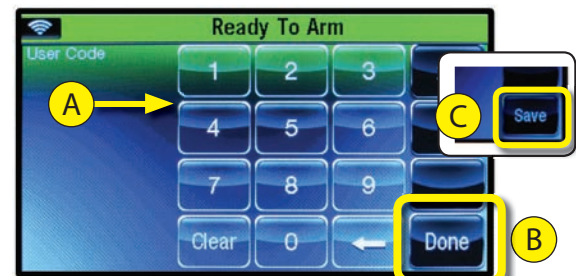 Ready To Arm
User Code
1 2 3
A
4 5 6
C Save
7 8 9
Clear 0 Done
B